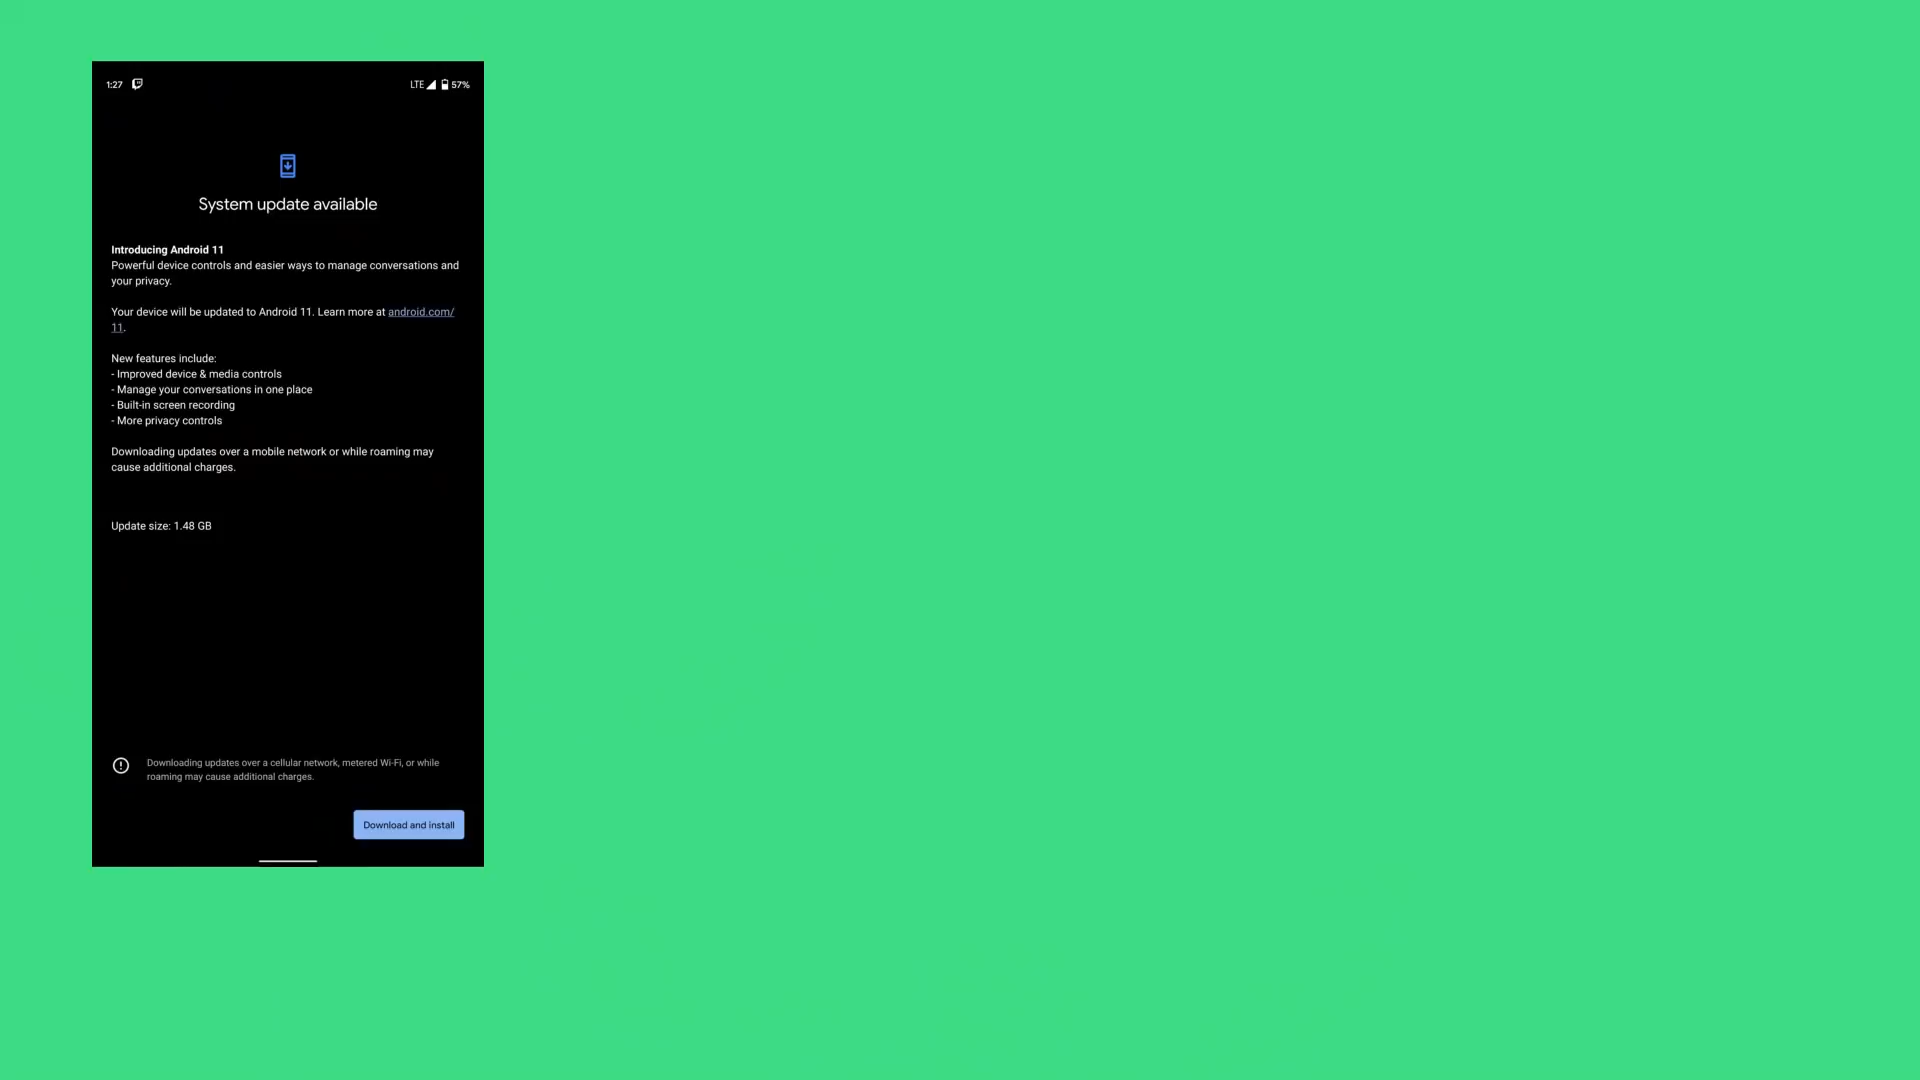 1:27
LTE 57%
System update available
Introducing Android 11
Powerful device controls and easier ways to manage conversations and
your privacy.
Your device will be updated to Android 11. Learn more at android.com/
11.
New features include:
- Improved device & media controls
- Manage your conversations in one place
- Built-in screen recording
- More privacy controls
Downloading updates over a mobile network or while roaming may
cause additional charges.
Update size: 1.48 GB
Downloading updates over a cellular network, metered Wi-Fi, or while
roaming may cause additional charges.
Download and install